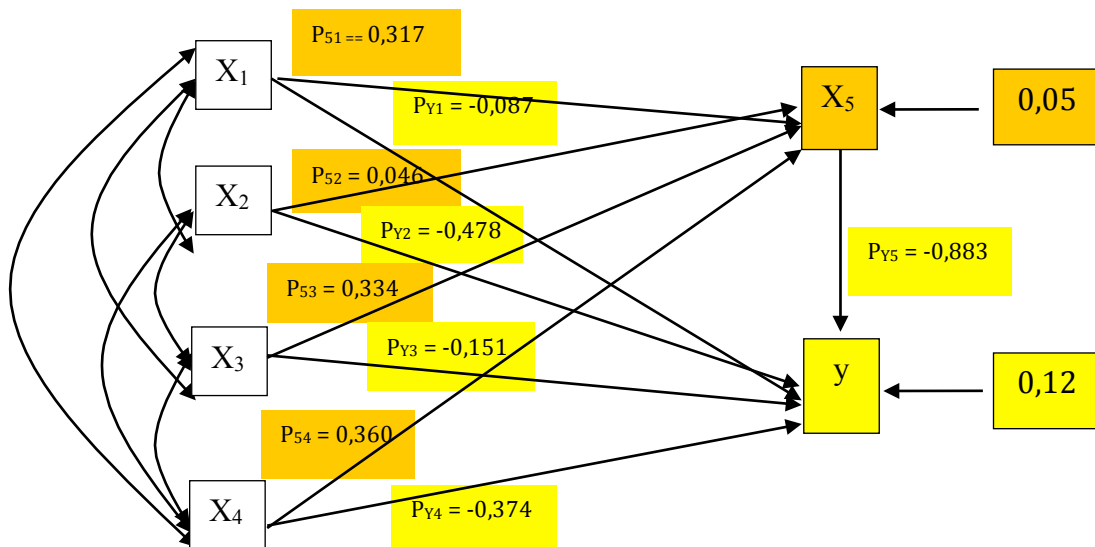 P51 == 0,317
X1
PY1 = -0,087
X5
0,05
P52 = 0,046
X2
PY2 = -0,478
PY5 = -0,883
P53 = 0,334
X3
PY3 = -0,151
y
0,12
P54 = 0,360
X4
PY4 = -0,374